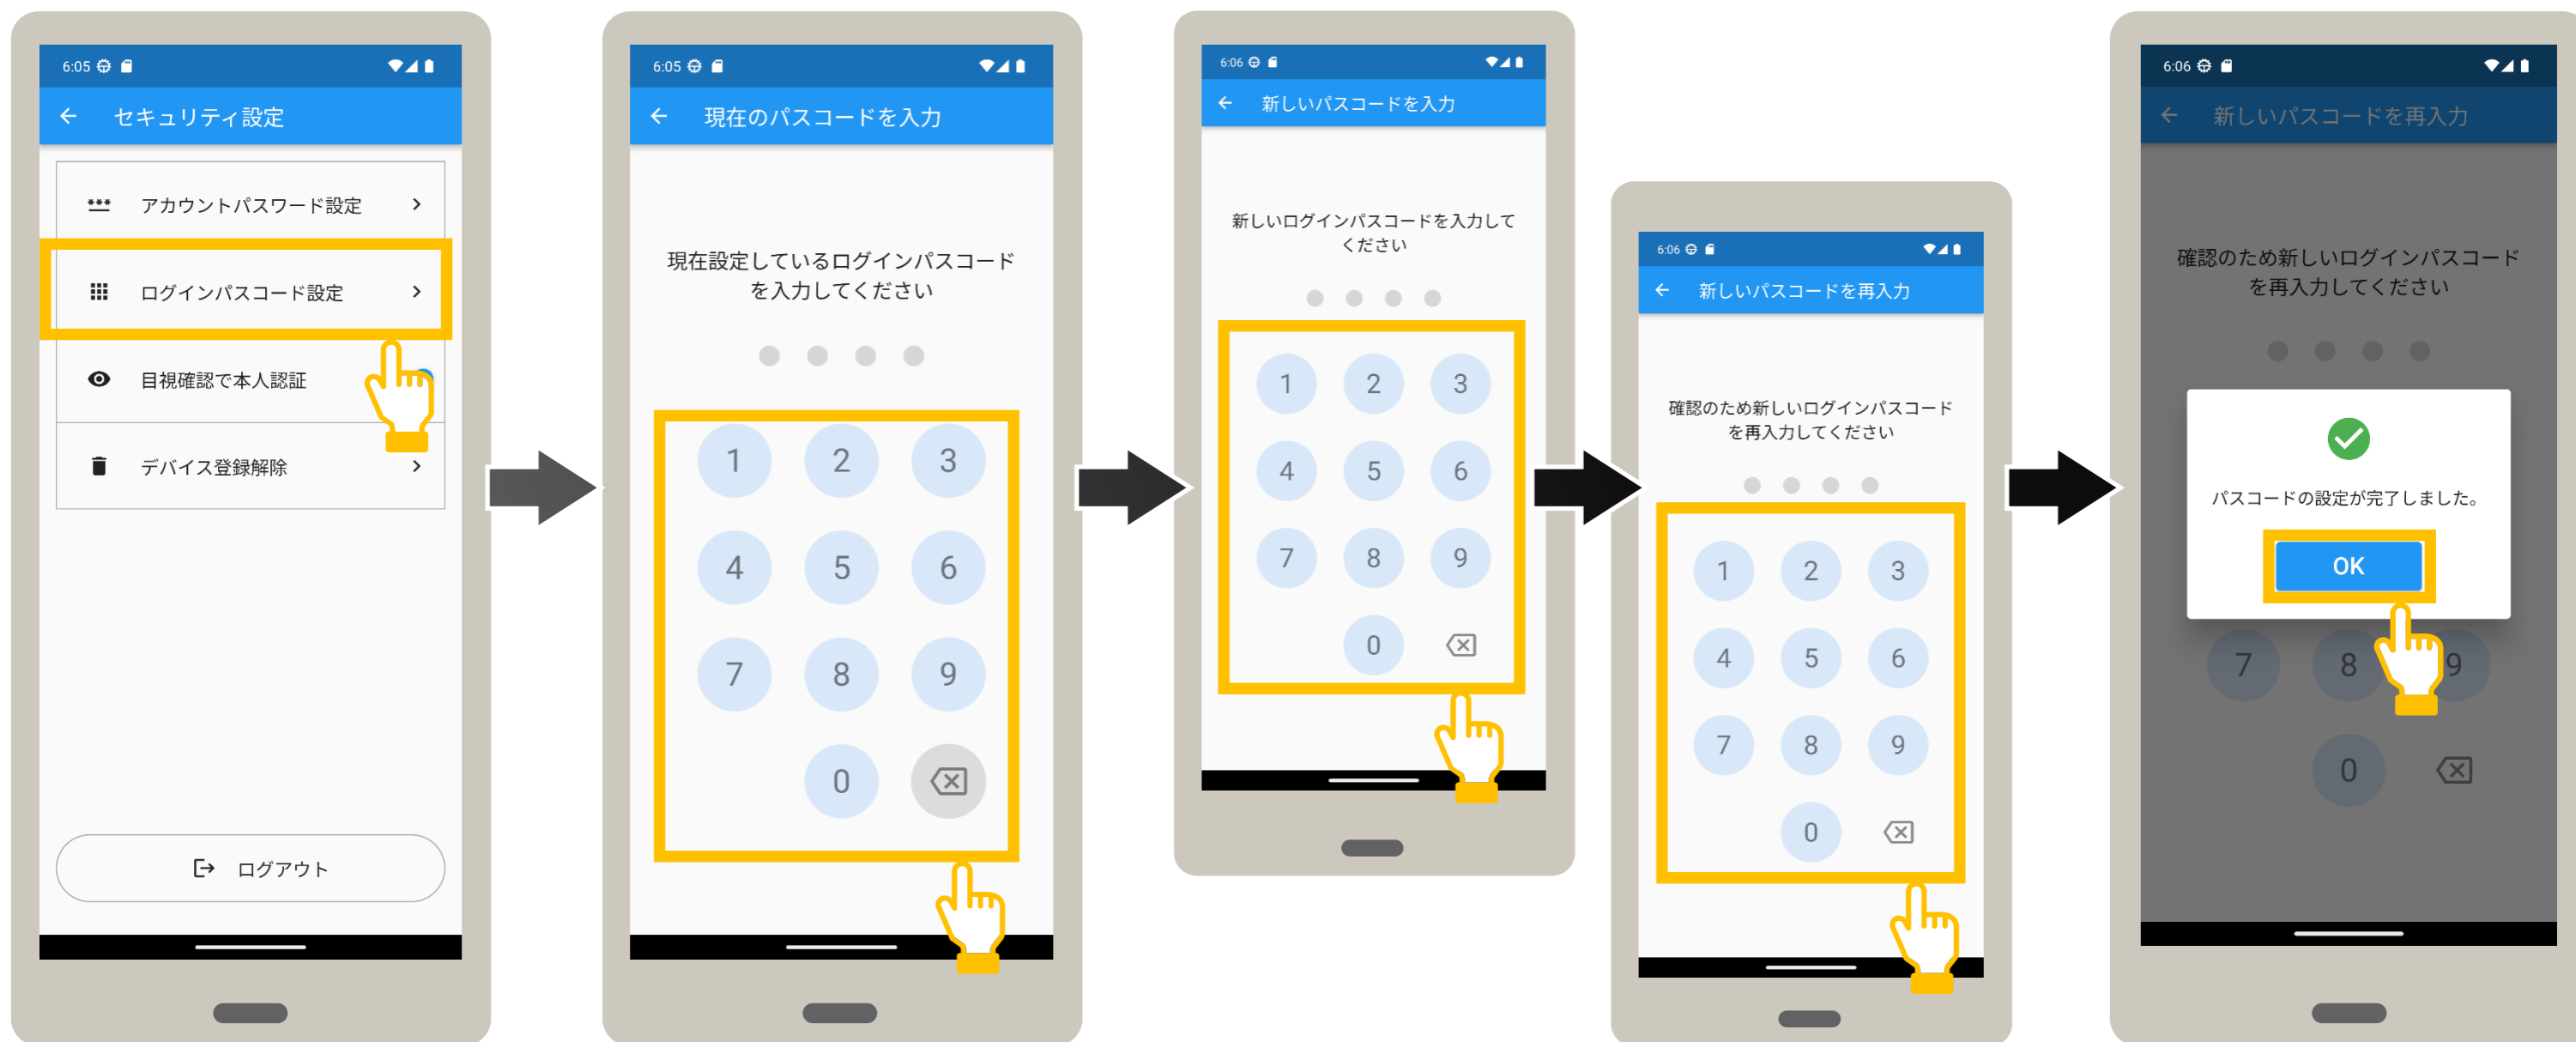 6:05
セキュリティ設定
アカウントパスワード設定
ログインパスコード設定
目視確認で本人認証
デバイス登録解除
ログアウト
6:05
現在のパスコードを入力
現在設定しているログインパスコード
を入力してください
1 2 3
4 5 6
7 8 9
0
6:06
新しいパスコードを入力
新しいログインパスコードを入力して
ください
1 2 3
4 5 6
7 8 9
0
6:06
新しいパスコードを再入力
確認のため新しいログインパスコード
を再入力してください
1 2 3
4 5 6
7 8 9
0
6:06
新しいパスコードを再入力
確認のため新しいログインパスコード
を再入力してください
パスコードの設定が完了しました。
OK
7 8 9
0